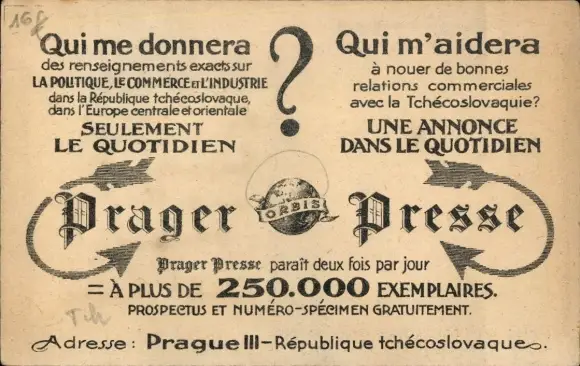 16f
Qui me donnera
des renseignements exacts sur
LA POLITIQUE, LE COMMERCE ET L'INDUSTRIE
dans la République tchécoslovaque,
dans l'Europe centrale et orientale
SEULEMENT
LE QUOTIDIEN
?
Qui m'aidera
à nouer de bonnes
relations commerciales
avec la Tchécoslovaquie?
UNE ANNONCE
DANS LE QUOTIDIEN
Prager Presse
ORBIS
Prager Presse paraît deux fois par jour
= À PLUS DE 250.000 EXEMPLAIRES.
PROSPECTUS ET NUMÉRO-SPÉCIMEN GRATUITEMENT.
Adresse: Prague III-République tchécoslovaque.
Tch